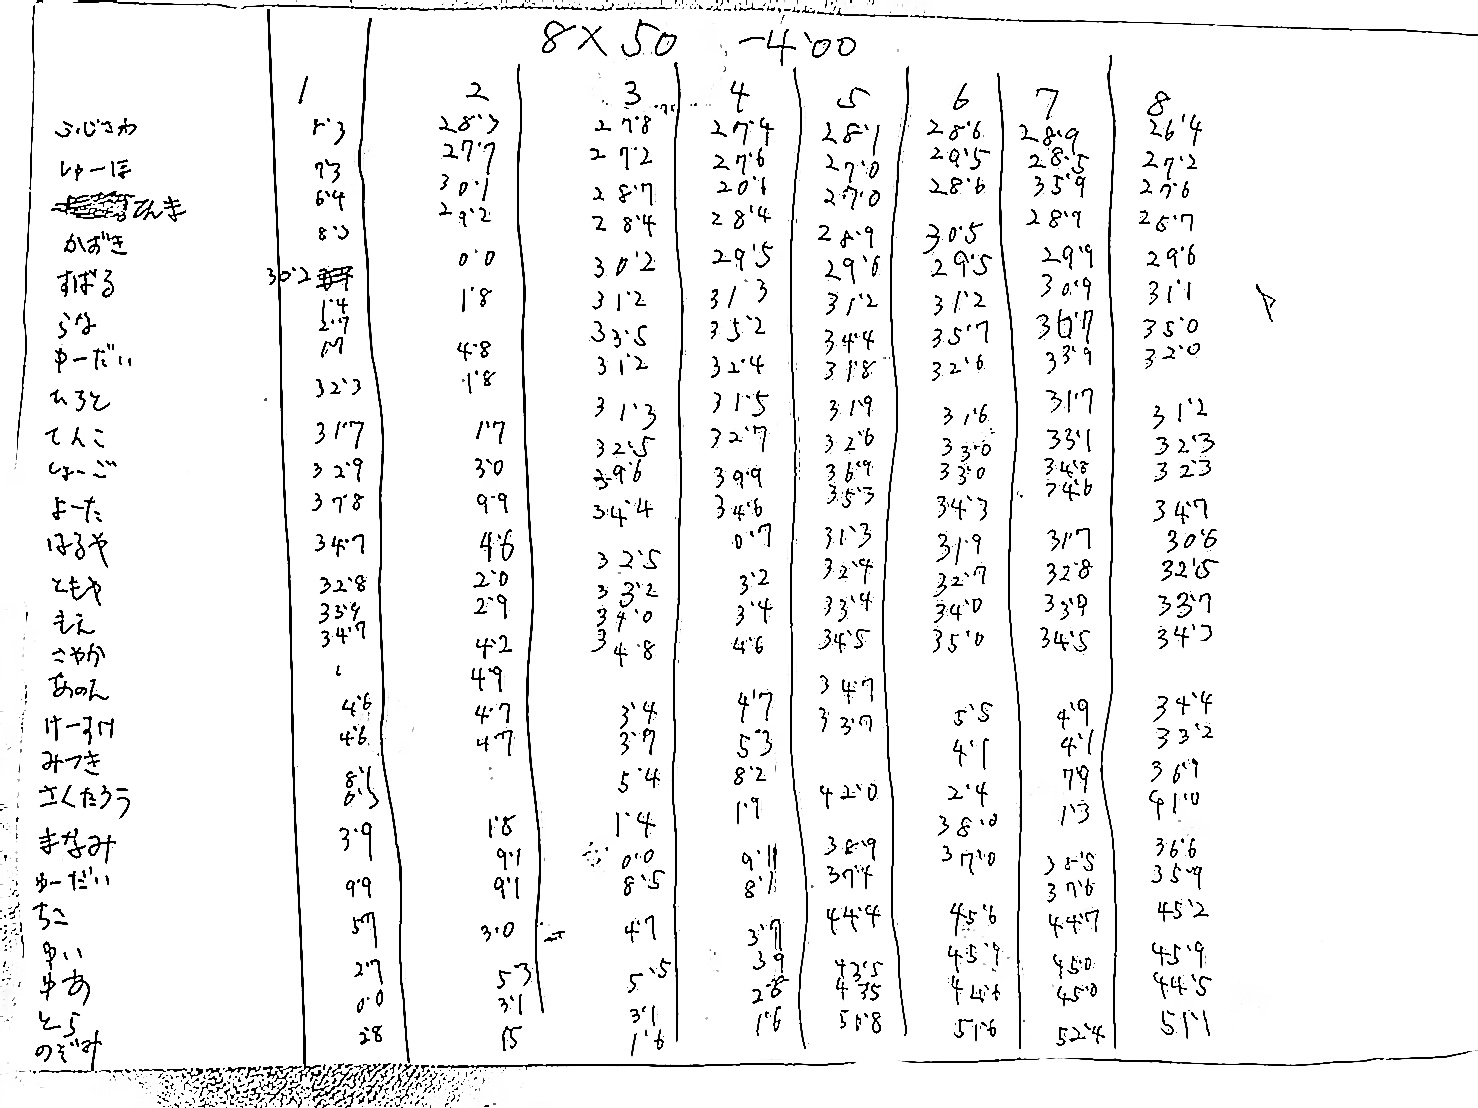 8×50 -4'00
1 2 3 4 5 6 7 8
ふじさわ 8'3 28'3 27'8 27'4 28'1 28'6 28'9 26'4
しゅーほ 7'3 27'7 27'2 27'6 27'0 29'5 28'5 27'2
てんま 6'4 30'1 28'7 27'0 28'6 35'9 27'6
かずき 8'3 29'2 28'4 28'4 28'9 30'5 28'9
すばる 30'2 0'0 30'2 29'5 29'6 29'5 29'9 29'6
らな 1'4 1'8 31'2 31'3 31'2 31'2 30'9 31'1
ゆーだい 2'7 4'8 33'5 35'2 34'4 35'7 36'7 35'0
ひろと 1'7 1'8 31'2 32'4 31'8 32'6 33'9 32'0
てんこ 32'3 1'7 31'3 31'5 31'9 31'6 31'7 31'2
しょーご 31'7 3'0 32'5 32'7 32'6 33'0 33'1 32'3
よーた 32'9 9'9 39'6 39'9 36'9 33'0 34'8 32'3
はるや 37'8 4'6 34'4 34'6 35'3 34'3 34'6 34'7
ともや 34'7 2'0 32'5 0'7 31'3 31'9 31'7 30'6
もえ 32'8 2'9 33'2 3'2 32'4 32'7 32'8 32'5
さやか 33'9 4'2 34'0 3'4 33'4 34'0 33'9 33'7
あのん 34'7 4'9 34'8 4'6 34'5 35'0 34'5 34'3
けーすけ 4'6 4'7 3'4 4'7 34'7 5'5 4'9 34'4
みつき 4'6 4'7 3'7 5'3 33'7 4'1 4'1 33'2
さくたろう 5'4 8'2 42'0 2'4 7'9 36'9
まなみ 3'9 1'8 1'4 1'9 38'9 38'0 1'3 41'0
ゆーだい 9'9 9'1 0'0 9'1 37'4 37'0 38'5 36'6
ちこ 5'7 9'1 8'5 8'1 44'4 45'6 37'6 35'9
ゆい 2'7 3'0 4'7 3'7 43'5 45'9 44'7 45'2
ゆあ 0'0 5'3 5'5 3'9 43'5 44'6 45'0 45'9
とら 3'1 3'1 2'8 45'0 44'5
のぞみ 2'8 1'5 1'6 1'6 51'8 51'6 52'4 51'1